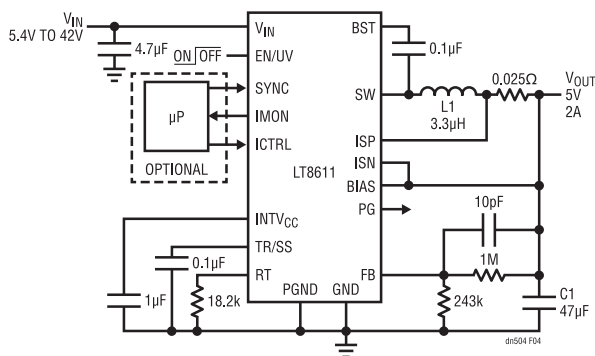 VIN
5.4V TO 42V
4.7µF
ON OFF
µP
OPTIONAL
VIN
EN/UV
SYNC
IMON
ICTRL
INTVCC
TR/SS
RT
PGND
GND
LT8611
BST
SW
ISP
ISN
BIAS
PG
FB
0.1µF
L1
3.3µH
0.025Ω
VOUT
5V
2A
10pF
1M
243k
C1
47µF
0.1µF
1µF
18.2k
dn504 F04